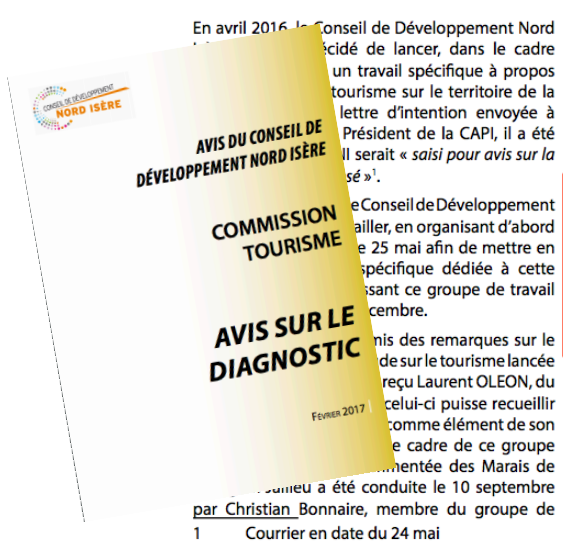 CONSEIL DE DÉVELOPPEMENT
NORD ISÈRE
AVIS DU CONSEIL DE
DÉVELOPPEMENT NORD ISÈRE
COMMISSION
TOURISME
AVIS SUR LE
DIAGNOSTIC
FÉVRIER 2017
En avril 2016, le Conseil de Développement Nord
cidé de lancer, dans le cadre
un travail spécifique à propos
tourisme sur le territoire de la
lettre d'intention envoyée à
Président de la CAPI, il a été
NI serait « saisi pour avis sur la
sé »1.
e Conseil de Développement
ailler, en organisant d'abord
e 25 mai afin de mettre en
spécifique dédiée à cette
ssant ce groupe de travail
cembre.
mis des remarques sur le
de sur le tourisme lancée
reçu Laurent OLEON, du
celui-ci puisse recueillir
comme élément de son
e cadre de ce groupe
mentée des Marais de
a été conduite le 10 septembre
par Christian Bonnaire, membre du groupe de
1 Courrier en date du 24 mai